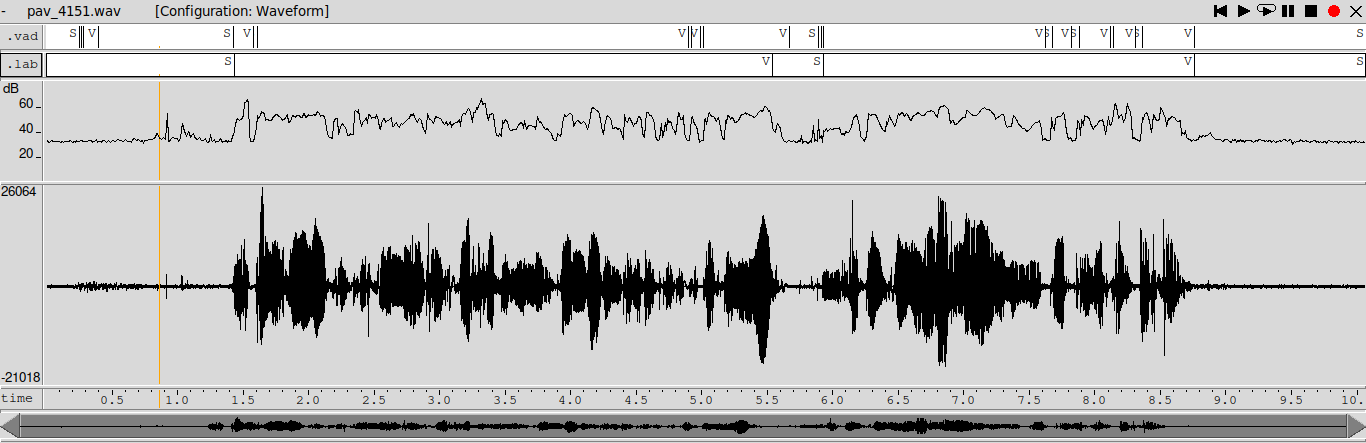 - pav_4151.wav [Configuration: Waveform]
.vad S V S V V V V S V S V S V V S V S
.lab S V S V S
dB
60
40
20
26064
-21018
time 0.5 1.0 1.5 2.0 2.5 3.0 3.5 4.0 4.5 5.0 5.5 6.0 6.5 7.0 7.5 8.0 8.5 9.0 9.5 10.